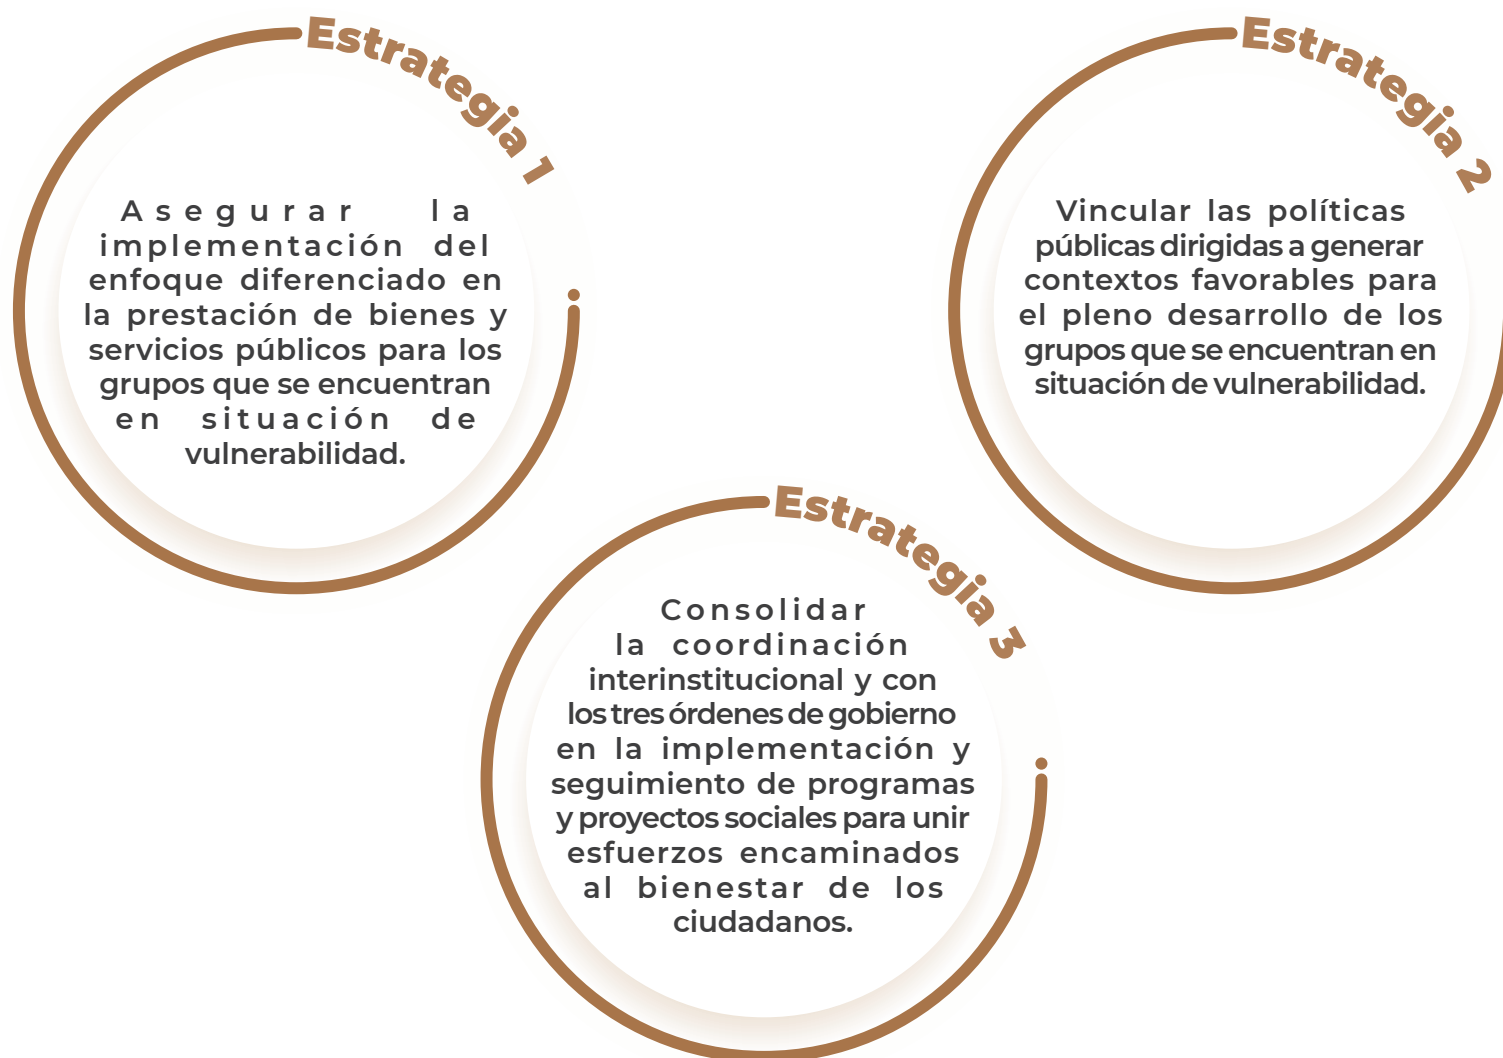 Estrategia 1
Asegurar la
implementación del
enfoque diferenciado en
la prestación de bienes y
servicios públicos para los
grupos que se encuentran
en situación de
vulnerabilidad.
Estrategia 2
Vincular las políticas
públicas dirigidas a generar
contextos favorables para
el pleno desarrollo de los
grupos que se encuentran en
situación de vulnerabilidad.
Estrategia 3
Consolidar
la coordinación
interinstitucional y con
los tres órdenes de gobierno
en la implementación y
seguimiento de programas
y proyectos sociales para unir
esfuerzos encaminados
al bienestar de los
ciudadanos.